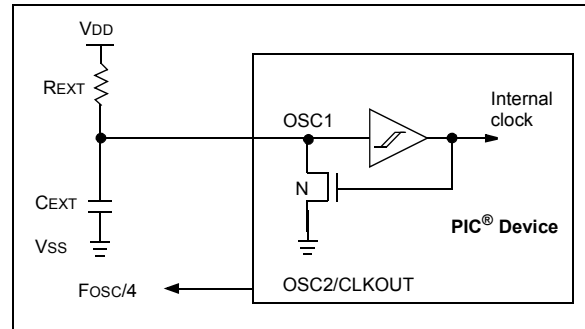 VDD
REXT
OSC1
Internal
clock
CEXT
N
PIC® Device
VSS
FOSC/4
OSC2/CLKOUT